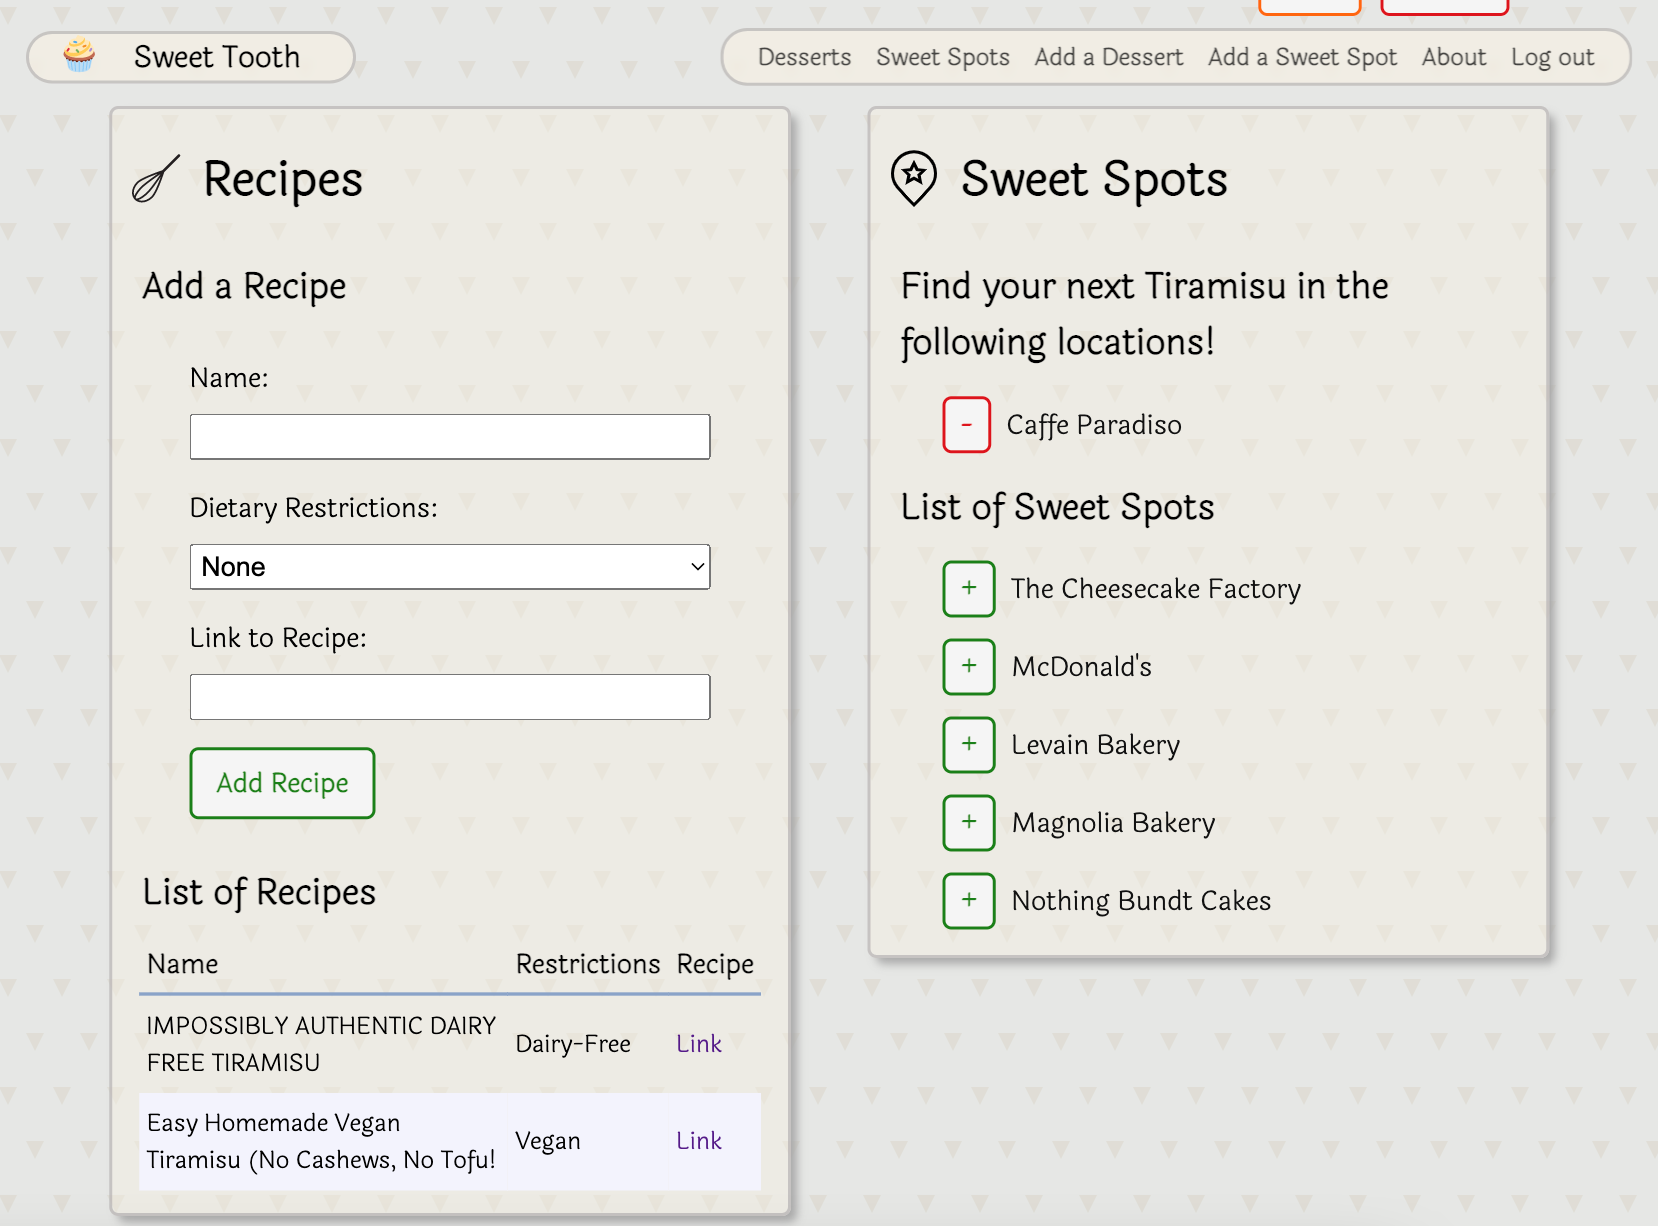 Sweet Tooth
Desserts Sweet Spots Add a Dessert Add a Sweet Spot About Log out
Recipes
Add a Recipe
Name:
Dietary Restrictions:
None
Link to Recipe:
Add Recipe
List of Recipes
Name Restrictions Recipe
IMPOSSIBLY AUTHENTIC DAIRY
FREE TIRAMISU
Dairy-Free
Link
Easy Homemade Vegan
Tiramisu (No Cashews, No Tofu!
Vegan
Link
Sweet Spots
Find your next Tiramisu in the
following locations!
- Caffe Paradiso
List of Sweet Spots
+ The Cheesecake Factory
+ McDonald's
+ Levain Bakery
+ Magnolia Bakery
+ Nothing Bundt Cakes